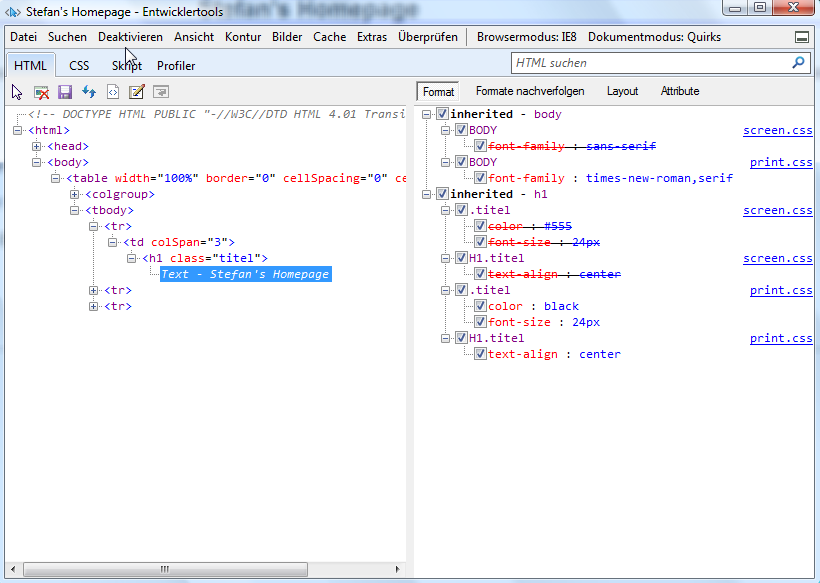 Stefan's Homepage - Entwicklertools
Stefan's Homepage
Datei Suchen Deaktivieren Ansicht Kontur Bilder Cache Extras Überprüfen Browsermodus: IE8 Dokumentmodus: Quirks
HTML CSS Skript Profiler
HTML suchen
Format Formate nachverfolgen Layout Attribute
<!-- DOCTYPE HTML PUBLIC "-//W3C//DTD HTML 4.01 Transi
<html>
<head>
<body>
<table width="100%" border="0" cellSpacing="0" ce
<colgroup>
<tbody>
<tr>
<td colSpan="3">
<h1 class="titel">
Text - Stefan's Homepage
<tr>
<tr>
inherited - body
BODY screen.css
font-family : sans-serif
BODY print.css
font-family : times-new-roman,serif
inherited - h1
.titel screen.css
color : #555
font-size : 24px
H1.titel screen.css
text-align : center
.titel print.css
color : black
font-size : 24px
H1.titel print.css
text-align : center